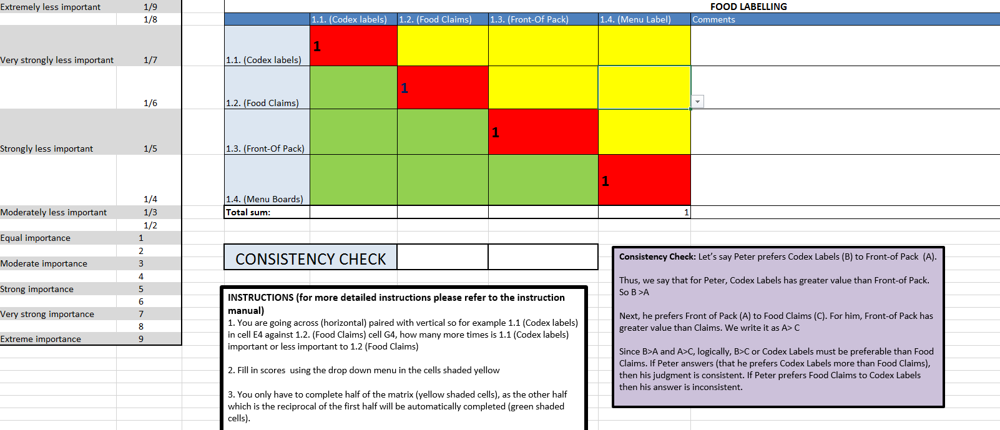 Extremely less important 1/9
1/8
Very strongly less important 1/7
1/6
Strongly less important 1/5
1/4
Moderately less important 1/3
1/2
Equal importance 1
2
Moderate importance 3
4
Strong importance 5
6
Very strong importance 7
8
Extreme importance 9
FOOD LABELLING
1.1. (Codex labels) 1.2. (Food Claims) 1.3. (Front-Of Pack) 1.4. (Menu Label) Comments
1.1. (Codex labels) 1
1.2. (Food Claims) 1
1.3. (Front-Of Pack) 1
1.4. (Menu Boards) 1
Total sum: 1
CONSISTENCY CHECK
INSTRUCTIONS (for more detailed instructions please refer to the instruction
manual)
1. You are going across (horizontal) paired with vertical so for example 1.1 (Codex labels)
in cell E4 against 1.2. (Food Claims) cell G4, how many more times is 1.1 (Codex labels)
important or less important to 1.2 (Food Claims)
2. Fill in scores using the drop down menu in the cells shaded yellow
3. You only have to complete half of the matrix (yellow shaded cells), as the other half
which is the reciprocal of the first half will be automatically completed (green shaded
cells).
Consistency Check: Let's say Peter prefers Codex Labels (B) to Front-of Pack (A).
Thus, we say that for Peter, Codex Labels has greater value than Front-of Pack.
So B >A
Next, he prefers Front of Pack (A) to Food Claims (C). For him, Front-of Pack has
greater value than Claims. We write it as A> C
Since B>A and A>C, logically, B>C or Codex Labels must be preferable than Food
Claims. If Peter answers (that he prefers Codex Labels more than Food Claims),
then his judgment is consistent. If Peter prefers Food Claims to Codex Labels
then his answer is inconsistent.